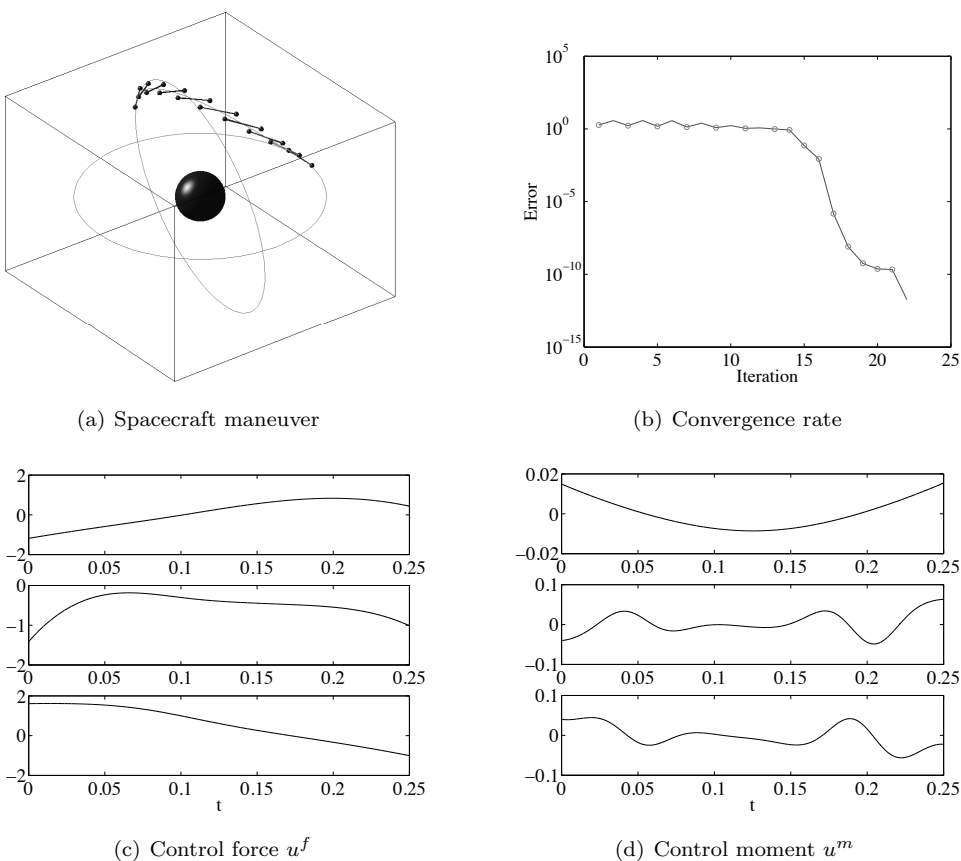 10^5
10^0
10^−5
10^−10
10^−15
Error
0 5 10 15 20 25
Iteration
(a) Spacecraft maneuver
(b) Convergence rate
2
0
−2
0 0.05 0.1 0.15 0.2 0.25
0
−1
−2
0 0.05 0.1 0.15 0.2 0.25
2
0
−2
0 0.05 0.1 0.15 0.2 0.25
t
0.02
0
−0.02
0 0.05 0.1 0.15 0.2 0.25
0.1
0
−0.1
0 0.05 0.1 0.15 0.2 0.25
0.1
0
−0.1
0 0.05 0.1 0.15 0.2 0.25
t
(c) Control force u^f
(d) Control moment u^m